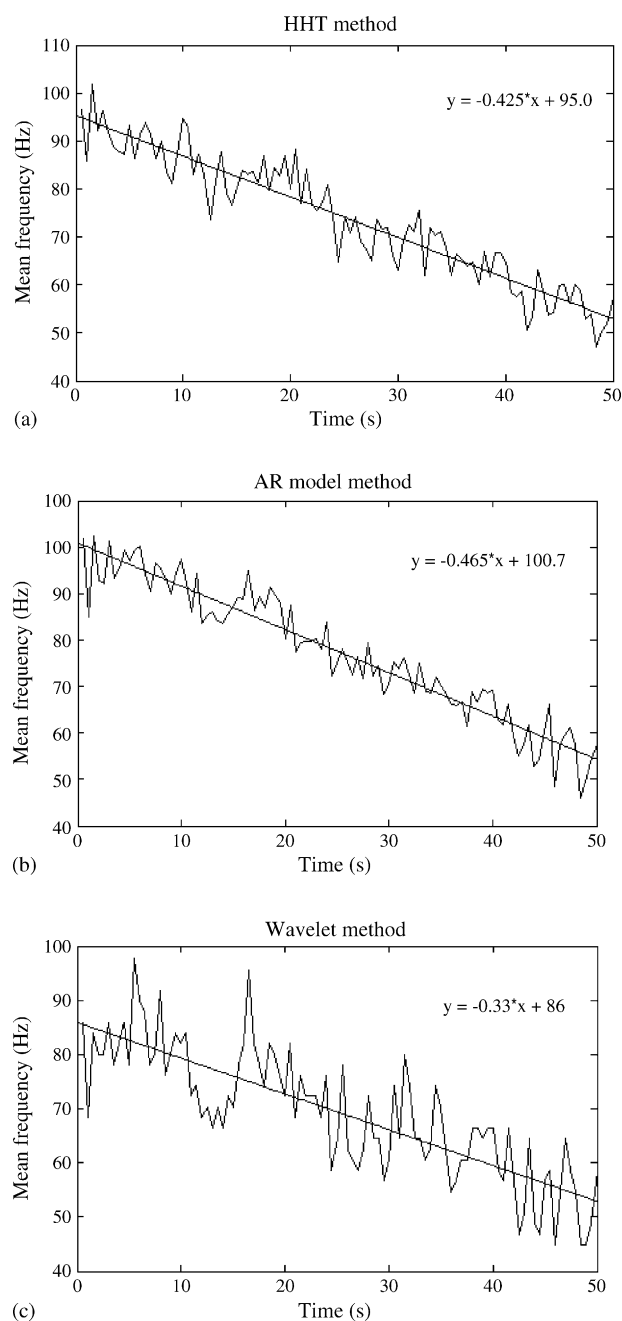 HHT method
110
100
90
80
70
60
50
40
Mean frequency (Hz)
y = -0.425*x + 95.0
0 10 20 30 40 50
Time (s)
(a)
AR model method
100
90
80
70
60
50
40
Mean frequency (Hz)
y = -0.465*x + 100.7
0 10 20 30 40 50
Time (s)
(b)
Wavelet method
100
90
80
70
60
50
40
Mean frequency (Hz)
y = -0.33*x + 86
0 10 20 30 40 50
Time (s)
(c)